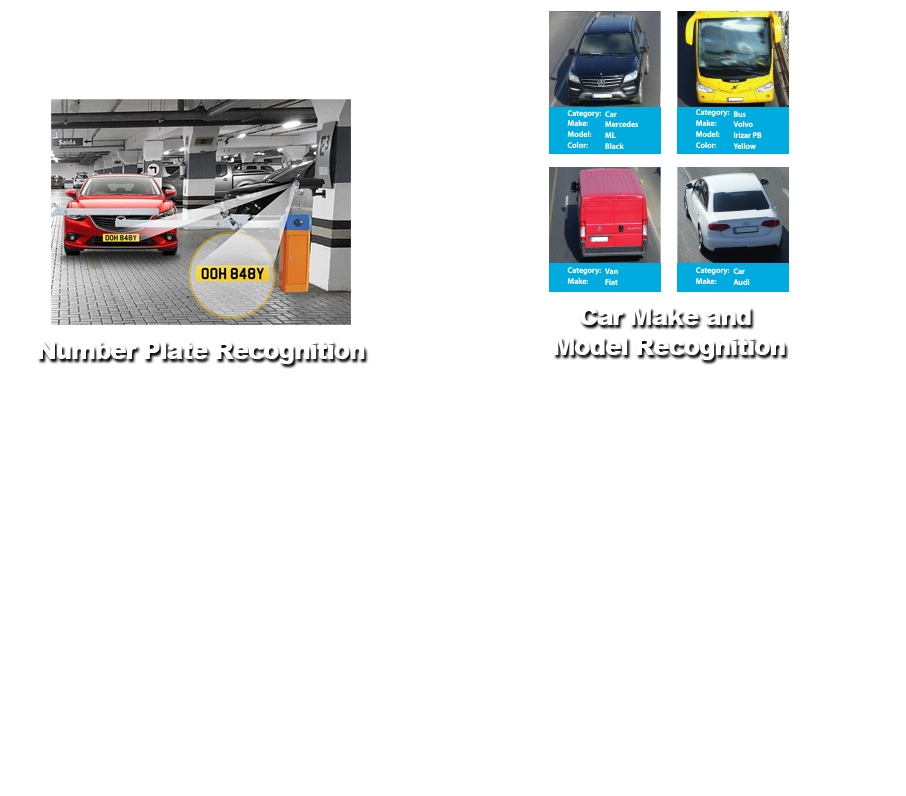 Saída
OOH 848Y
OOH 848Y
Number Plate Recognition
Category: Car
Make: Mercedes
Model: ML
Color: Black
Category: Bus
Make: Volvo
Model: Irizar PB
Color: Yellow
Category: Van
Make: Fiat
Category: Car
Make: Audi
Car Make and
Model Recognition